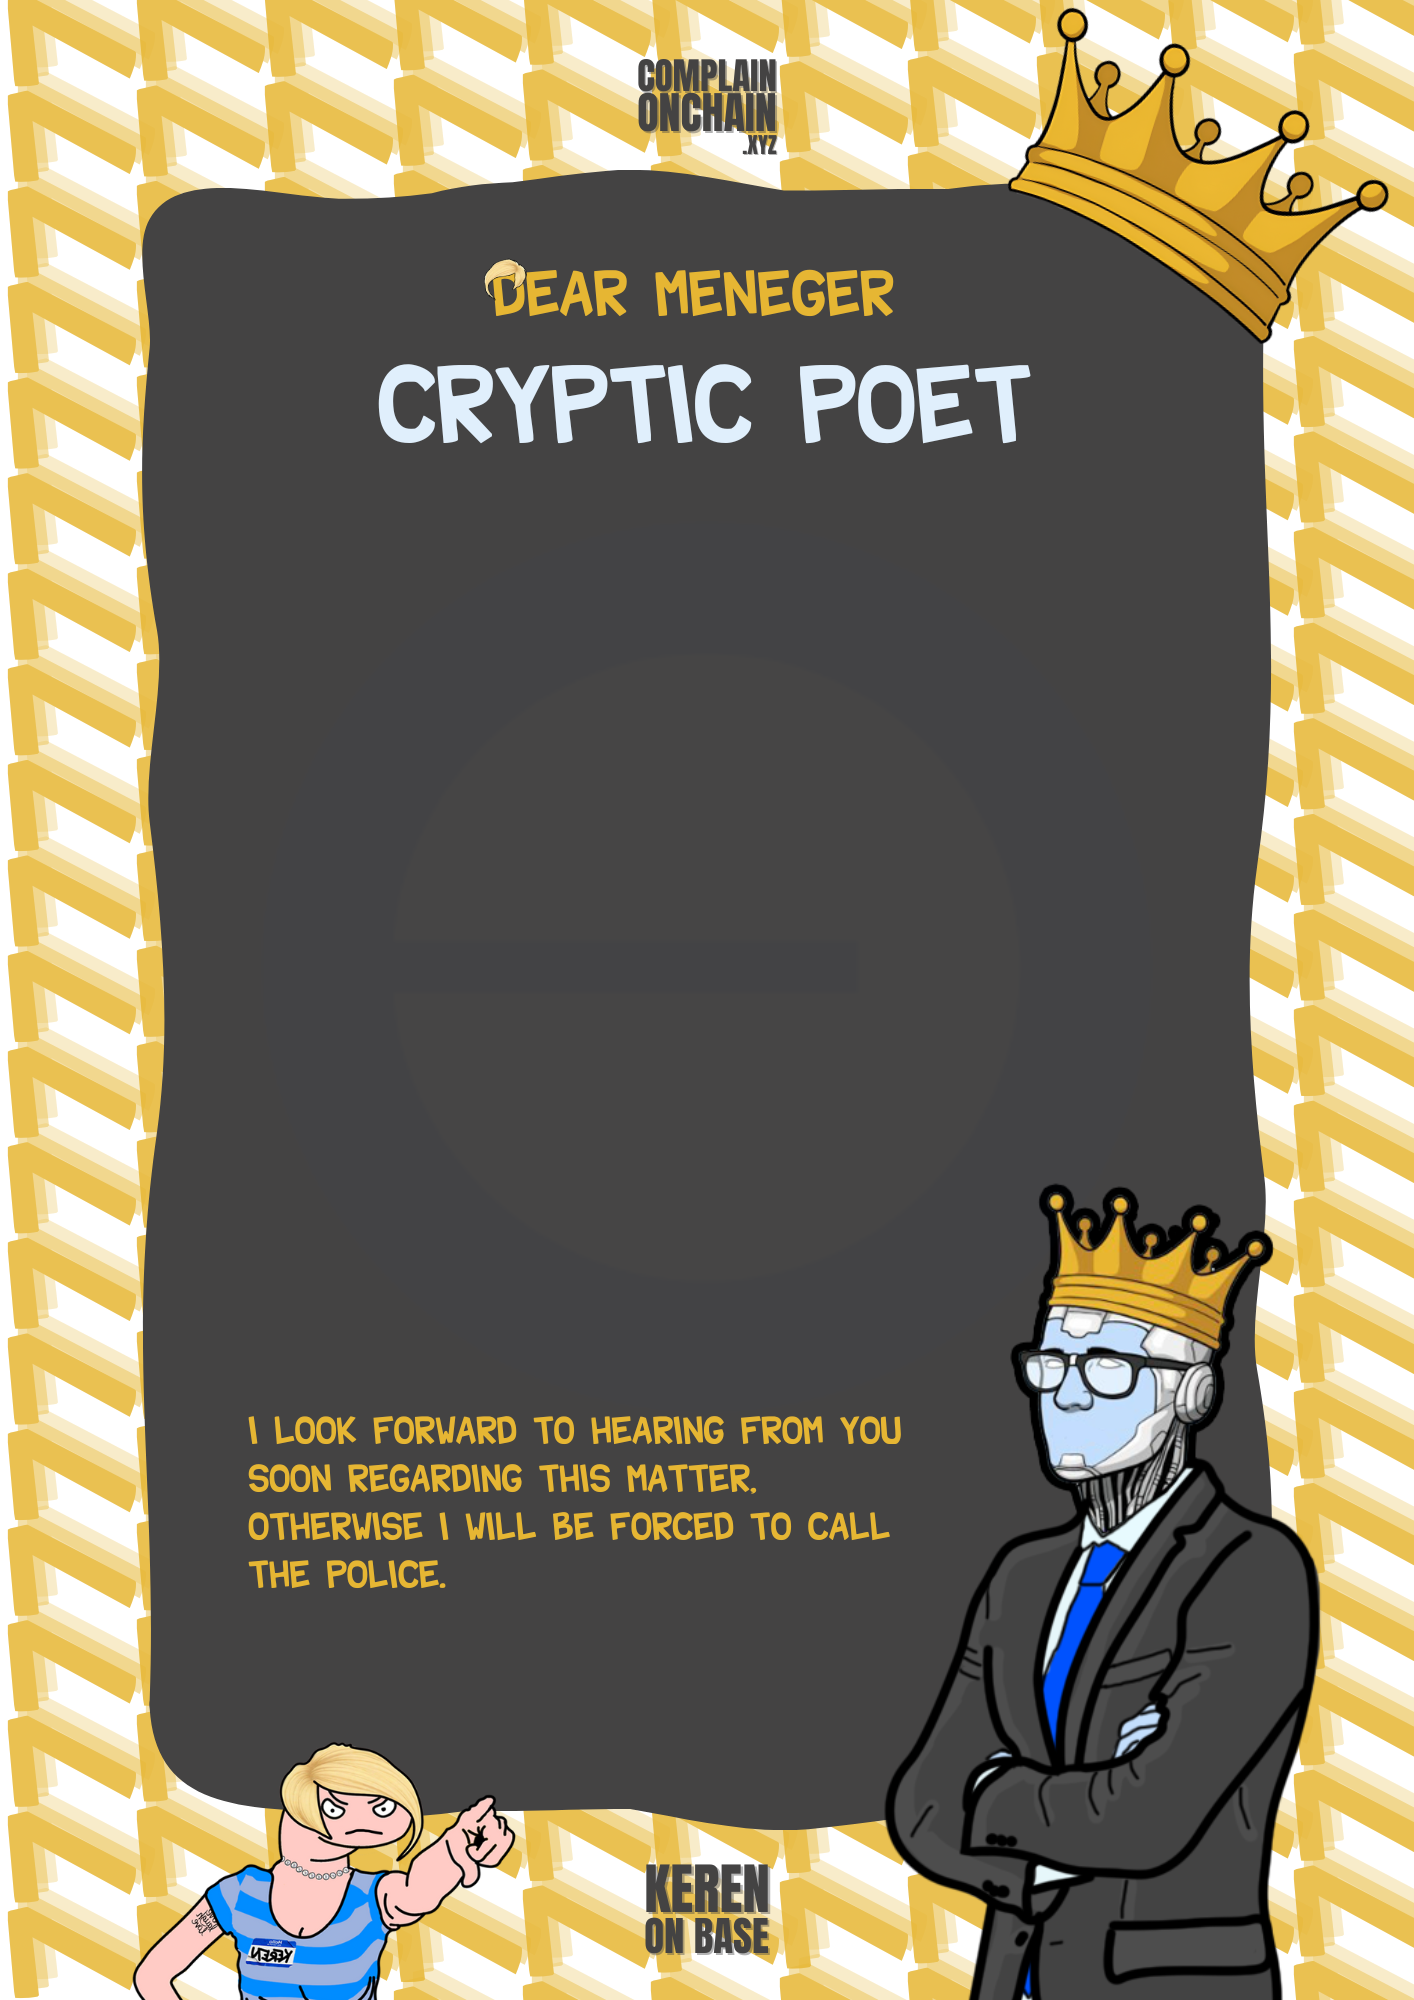 COMPLAIN
ONCHAIN
.XYZ
DEAR MENEGER
CRYPTIC POET
I LOOK FORWARD TO HEARING FROM YOU
SOON REGARDING THIS MATTER,
OTHERWISE I WILL BE FORCED TO CALL
THE POLICE.
KEREN
KEREN
ON BASE